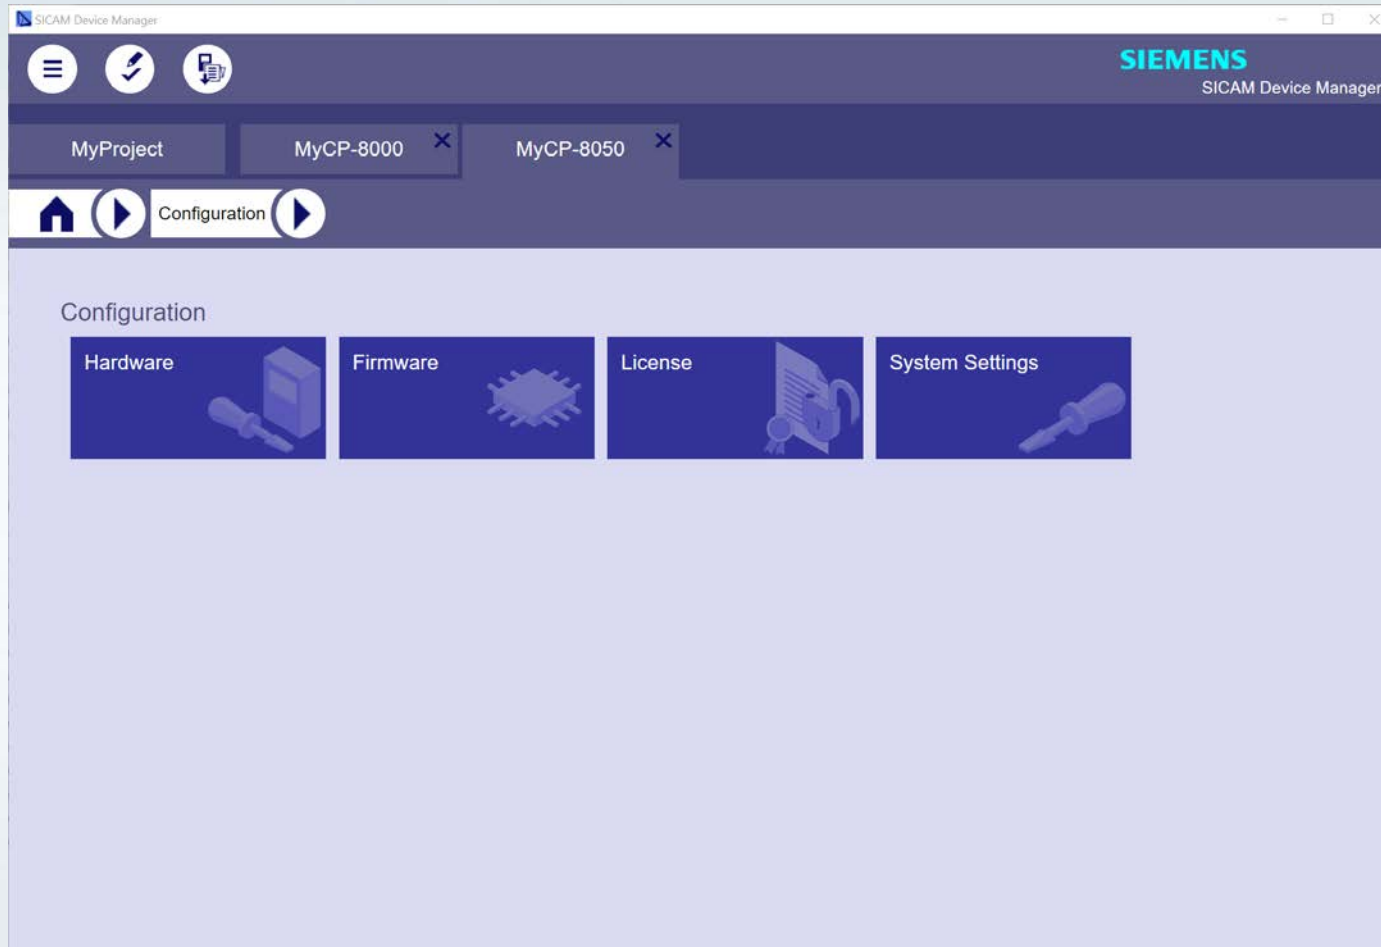 SICAM Device Manager
SIEMENS
SICAM Device Manager
MyProject MyCP-8000 MyCP-8050
Configuration
Configuration
Hardware Firmware License System Settings